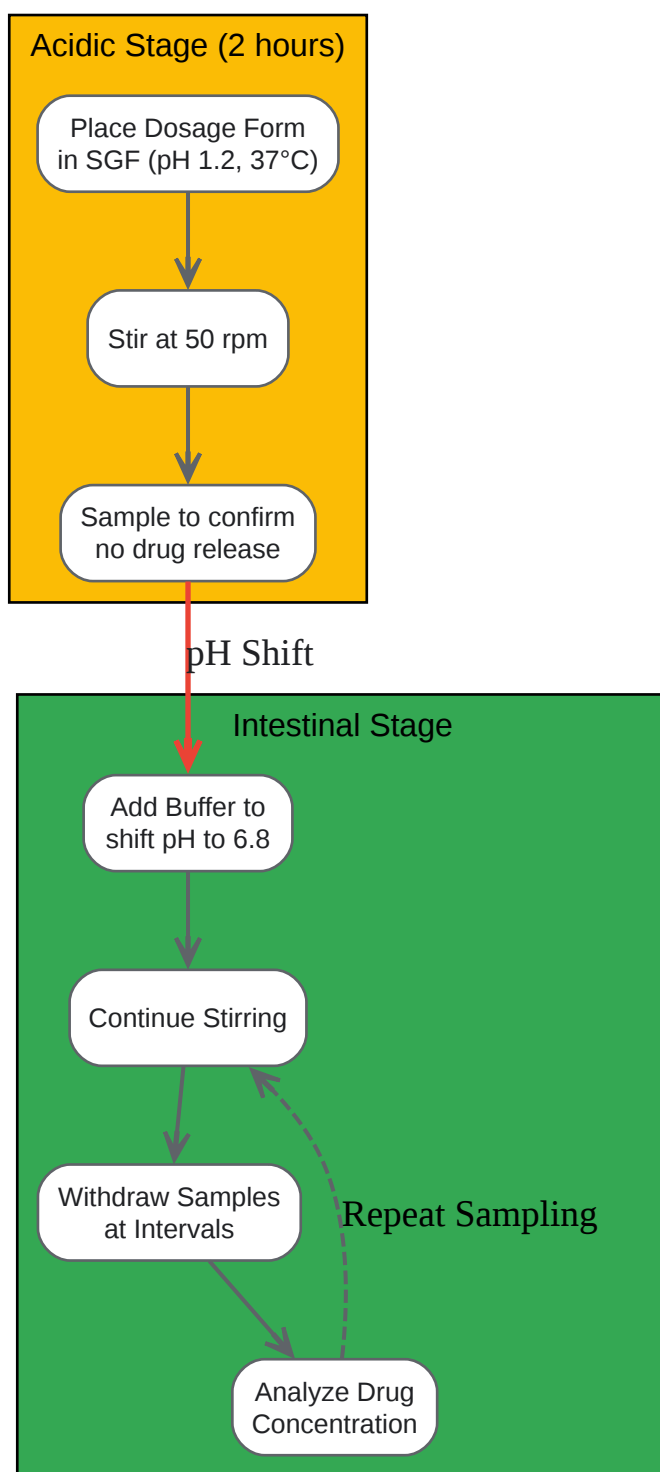 Acidic Stage (2 hours)
Place Dosage Form
in SGF (pH 1.2, 37°C)
Stir at 50 rpm
Sample to confirm
no drug release
pH Shift
Intestinal Stage
Add Buffer to
shift pH to 6.8
Continue Stirring
Withdraw Samples
at Intervals
Repeat Sampling
Analyze Drug
Concentration